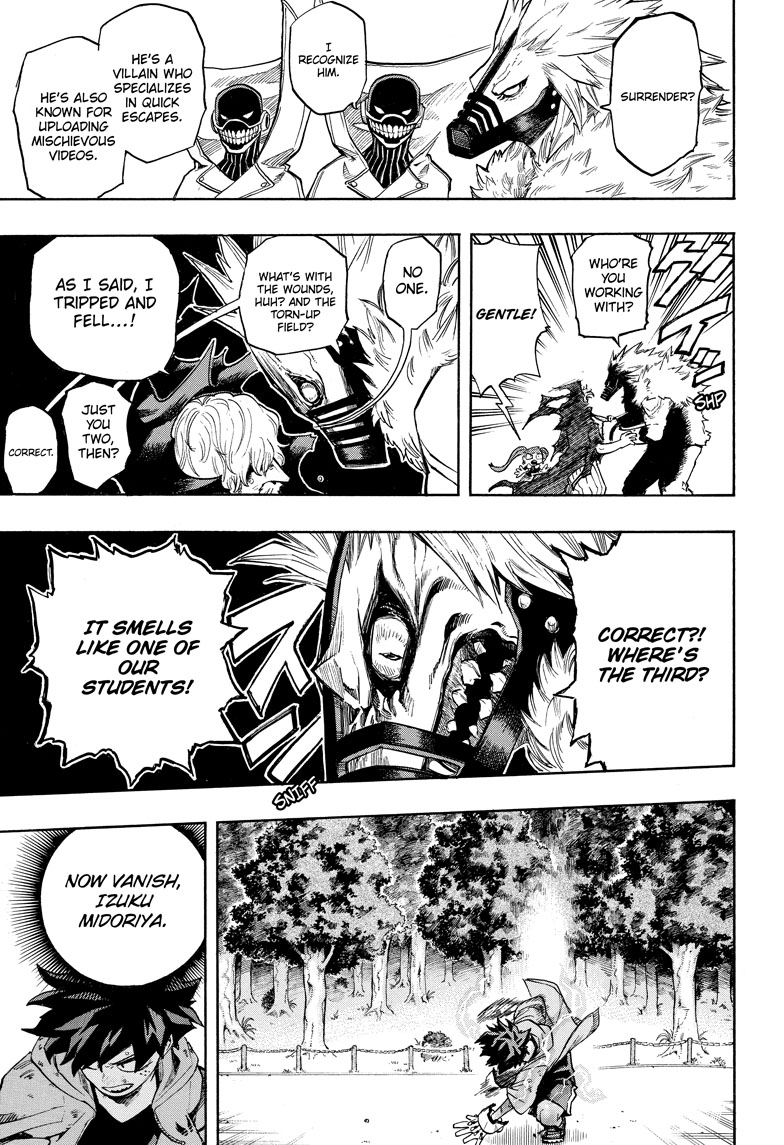 SURRENDER?
I
RECOGNIZE
HIM.
HE'S A
VILLAIN WHO
SPECIALIZES
IN QUICK
ESCAPES.
HE'S ALSO
KNOWN FOR
UPLOADING
MISCHIEVOUS
VIDEOS.
WHO'RE
YOU
WORKING
WITH?
グイッ
SHP
GENTLE!
NO
ONE.
WHAT'S WITH
THE WOUNDS,
HUH? AND THE
TORN-UP
FIELD?
AS I SAID, I
TRIPPED AND
FELL...!
JUST
YOU
TWO,
THEN?
CORRECT.
CORRECT?!
WHERE'S
THE THIRD?
SNIFF
IT SMELLS
LIKE ONE OF
OUR
STUDENTS!
NOW VANISH,
IZUKU
MIDORIYA.